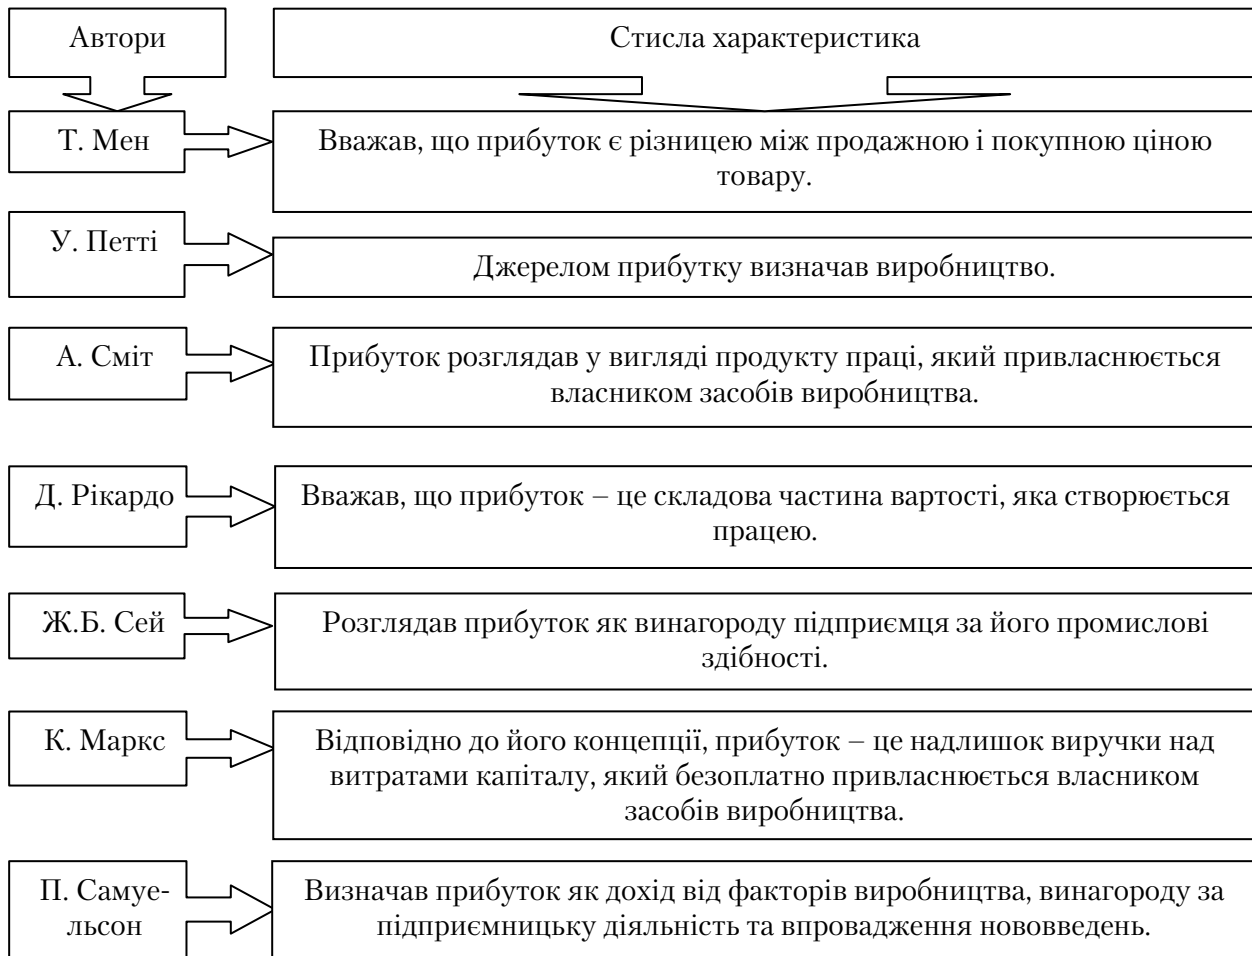 Автори
Стисла характеристика
Т. Мен
Вважав, що прибуток є різницею між продажною і покупною ціною
товару.
У. Петті
Джерелом прибутку визначав виробництво.
А. Сміт
Прибуток розглядав у вигляді продукту праці, який привласнюється
власником засобів виробництва.
Д. Рікардо
Вважав, що прибуток – це складова частина вартості, яка створюється
працею.
Ж.Б. Сей
Розглядав прибуток як винагороду підприємця за його промислові
здібності.
К. Маркс
Відповідно до його концепції, прибуток – це надлишок виручки над
витратами капіталу, який безоплатно привласнюється власником
засобів виробництва.
П. Самуе-
льсон
Визначав прибуток як дохід від факторів виробництва, винагороду за
підприємницьку діяльність та впровадження нововведень.